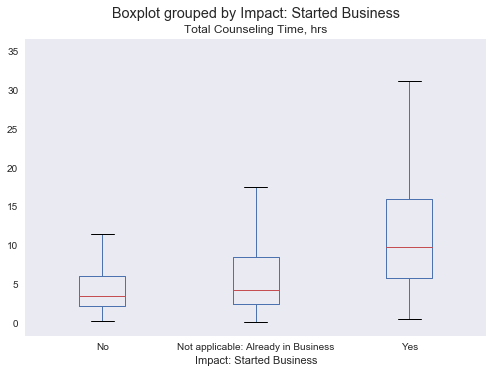 Boxplot grouped by Impact: Started Business
Total Counseling Time, hrs
35
30
25
20
15
10
5
0
No
Not applicable: Already in Business
Yes
Impact: Started Business